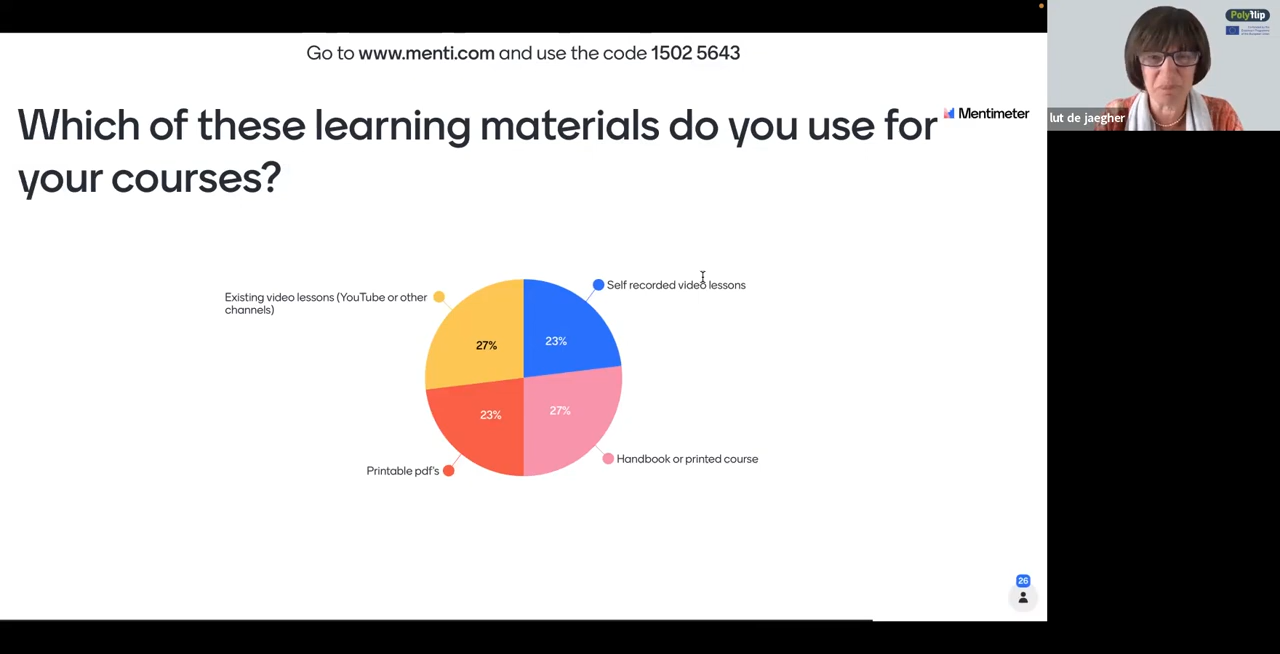 Go to www.menti.com and use the code 1502 5643
Which of these learning materials do you use for
your courses?
Mentimeter
Polyflip
lut de jaegher
Existing video lessons (YouTube or other
channels)
Self recorded video lessons
27%
23%
23%
27%
Printable pdf's
Handbook or printed course
26